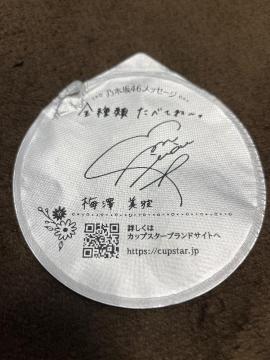 乃木坂46メッセージ
全種類 たべてね〜。
梅澤 美波
詳しくは
カップスターブランドサイトへ
https://cupstar.jp